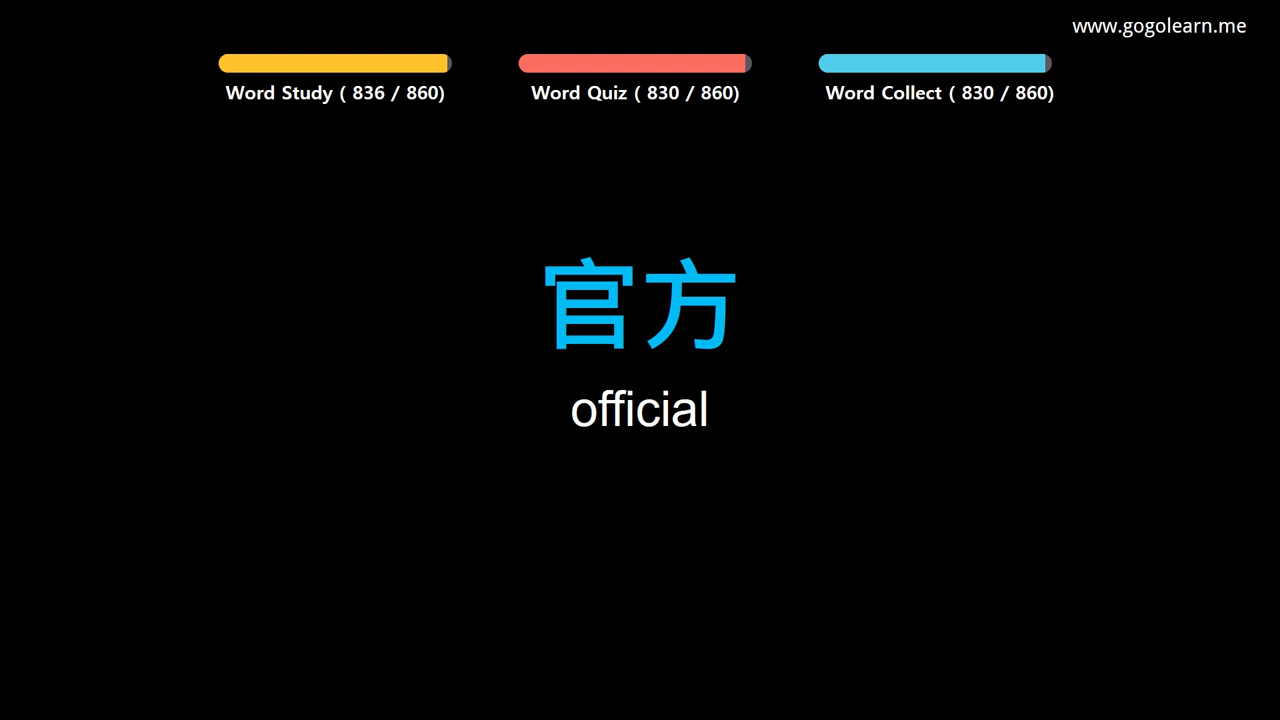 www.gogolearn.me
Word Study ( 836 / 860)
Word Quiz ( 830 / 860)
Word Collect ( 830 / 860)
官方
official